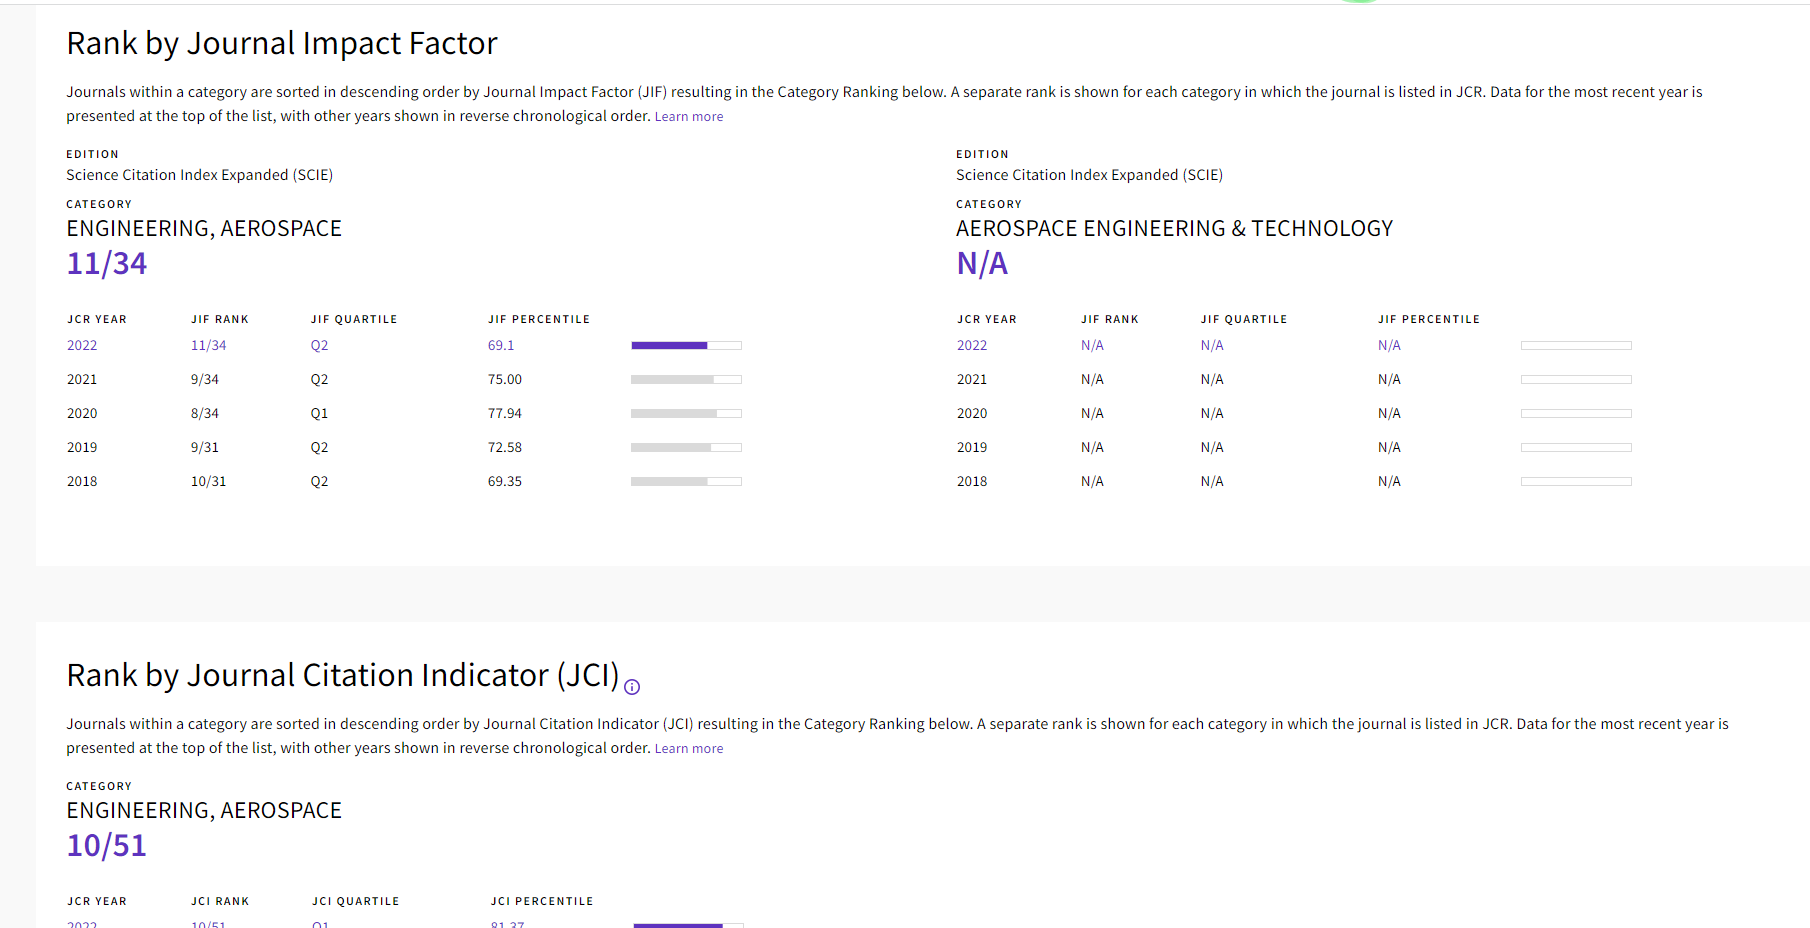 Rank by Journal Impact Factor
Journals within a category are sorted in descending order by Journal Impact Factor (JIF) resulting in the Category Ranking below. A separate rank is shown for each category in which the journal is listed in JCR. Data for the most recent year is
presented at the top of the list, with other years shown in reverse chronological order. Learn more
EDITION
Science Citation Index Expanded (SCIE)
CATEGORY
ENGINEERING, AEROSPACE
11/34
JCR YEAR JIF RANK JIF QUARTILE JIF PERCENTILE
2022 11/34 Q2 69.1
2021 9/34 Q2 75.00
2020 8/34 Q1 77.94
2019 9/31 Q2 72.58
2018 10/31 Q2 69.35
EDITION
Science Citation Index Expanded (SCIE)
CATEGORY
AEROSPACE ENGINEERING & TECHNOLOGY
N/A
JCR YEAR JIF RANK JIF QUARTILE JIF PERCENTILE
2022 N/A N/A N/A
2021 N/A N/A N/A
2020 N/A N/A N/A
2019 N/A N/A N/A
2018 N/A N/A N/A
Rank by Journal Citation Indicator (JCI)
Journals within a category are sorted in descending order by Journal Citation Indicator (JCI) resulting in the Category Ranking below. A separate rank is shown for each category in which the journal is listed in JCR. Data for the most recent year is
presented at the top of the list, with other years shown in reverse chronological order. Learn more
CATEGORY
ENGINEERING, AEROSPACE
10/51
JCR YEAR JCI RANK JCI QUARTILE JCI PERCENTILE
2022 10/51 Q1 81.37